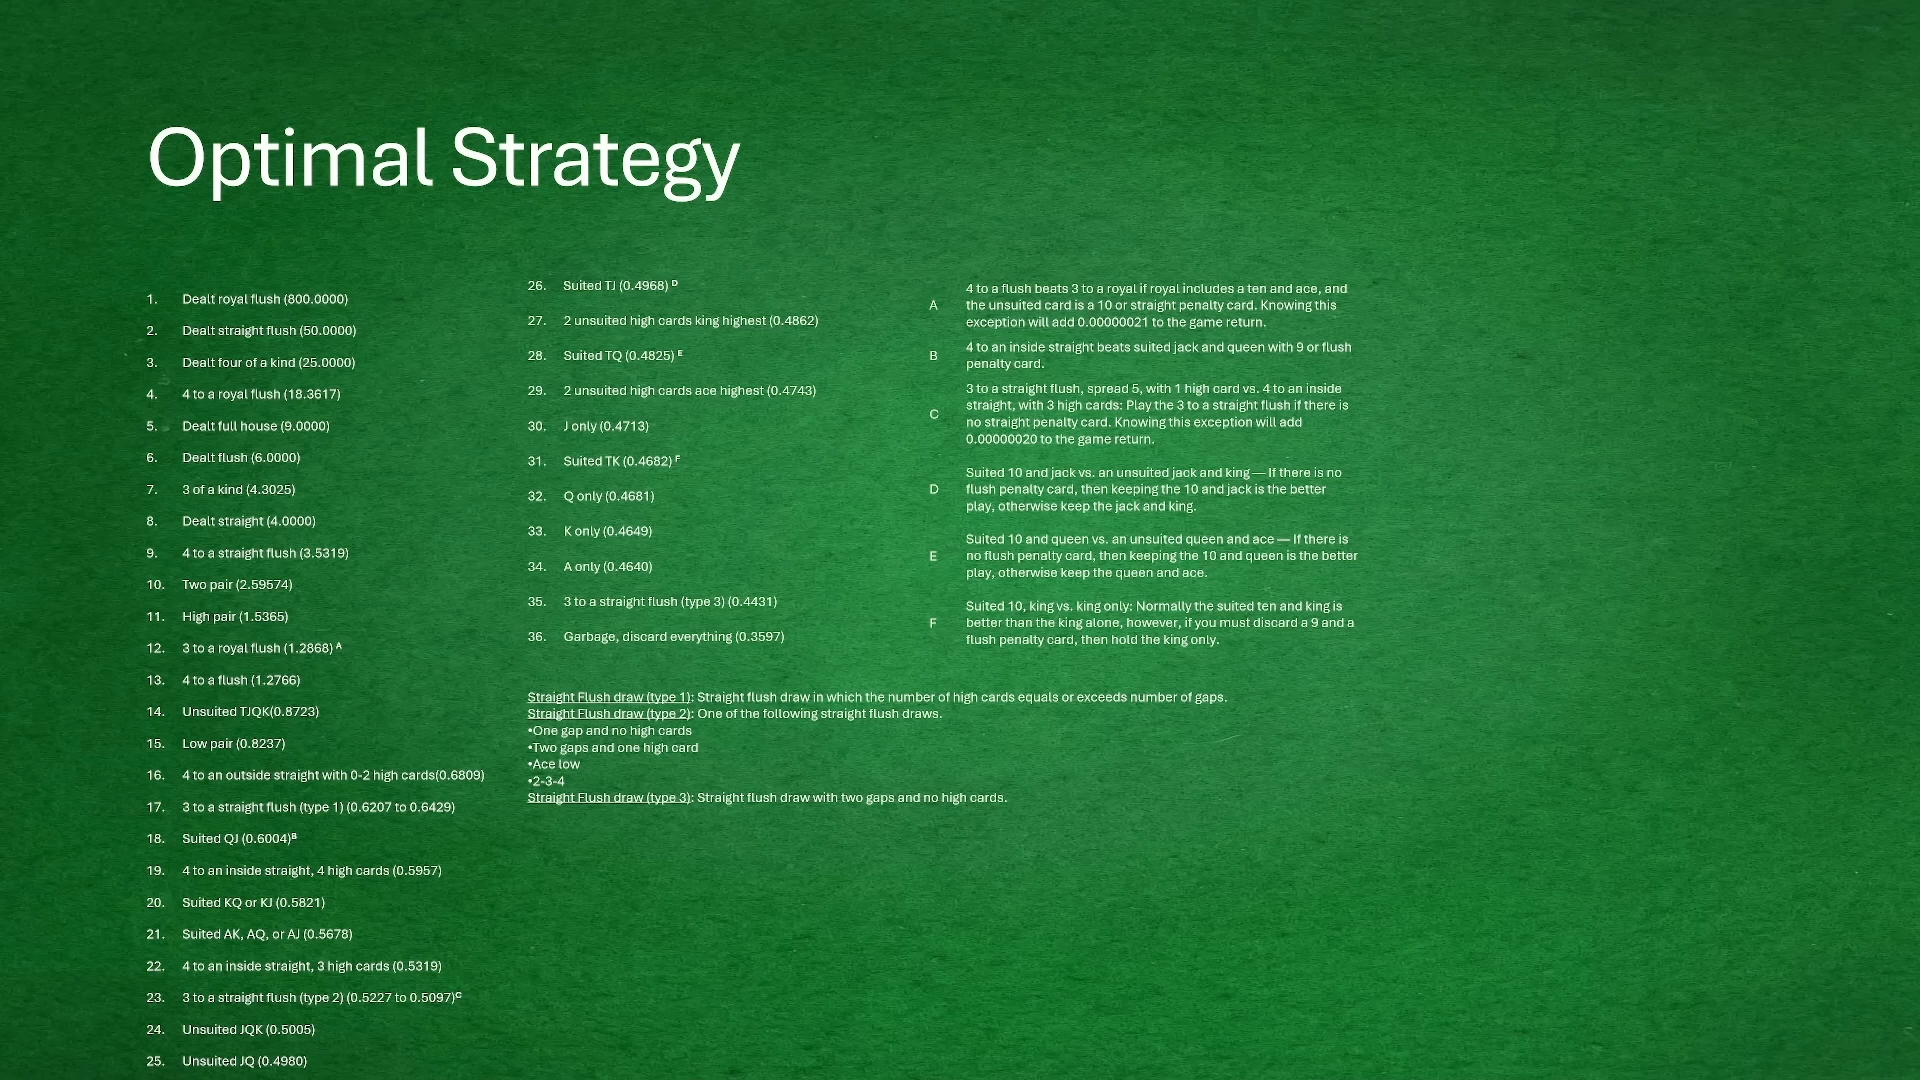 Optimal Strategy
1. Dealt royal flush (800.0000)
2. Dealt straight flush (50.0000)
3. Dealt four of a kind (25.0000)
4. 4 to a royal flush (18.3617)
5. Dealt full house (9.0000)
6. Dealt flush (6.0000)
7. 3 of a kind (4.3025)
8. Dealt straight (4.0000)
9. 4 to a straight flush (3.5319)
10. Two pair (2.59574)
11. High pair (1.5365)
12. 3 to a royal flush (1.2868) A
13. 4 to a flush (1.2766)
14. Unsuited TJQK(0.8723)
15. Low pair (0.8237)
16. 4 to an outside straight with 0-2 high cards(0.6809)
17. 3 to a straight flush (type 1) (0.6207 to 0.6429)
18. Suited QJ (0.6004)B
19. 4 to an inside straight, 4 high cards (0.5957)
20. Suited KQ or KJ (0.5821)
21. Suited AK, AQ, or AJ (0.5678)
22. 4 to an inside straight, 3 high cards (0.5319)
23. 3 to a straight flush (type 2) (0.5227 to 0.5097)C
24. Unsuited JQK (0.5005)
25. Unsuited JQ (0.4980)
26. Suited TJ (0.4968) D
27. 2 unsuited high cards king highest (0.4862)
28. Suited TQ (0.4825) E
29. 2 unsuited high cards ace highest (0.4743)
30. J only (0.4713)
31. Suited TK (0.4682) F
32. Q only (0.4681)
33. K only (0.4649)
34. A only (0.4640)
35. 3 to a straight flush (type 3) (0.4431)
36. Garbage, discard everything (0.3597)
A
4 to a flush beats 3 to a royal if royal includes a ten and ace, and
the unsuited card is a 10 or straight penalty card. Knowing this
exception will add 0.00000021 to the game return.
B
4 to an inside straight beats suited jack and queen with 9 or flush
penalty card.
C
3 to a straight flush, spread 5, with 1 high card vs. 4 to an inside
straight, with 3 high cards: Play the 3 to a straight flush if there is
no straight penalty card. Knowing this exception will add
0.00000020 to the game return.
D
Suited 10 and jack vs. an unsuited jack and king — If there is no
flush penalty card, then keeping the 10 and jack is the better
play, otherwise keep the jack and king.
E
Suited 10 and queen vs. an unsuited queen and ace — If there is
no flush penalty card, then keeping the 10 and queen is the better
play, otherwise keep the queen and ace.
F
Suited 10, king vs. king only: Normally the suited ten and king is
better than the king alone, however, if you must discard a 9 and a
flush penalty card, then hold the king only.
Straight Flush draw (type 1): Straight flush draw in which the number of high cards equals or exceeds number of gaps.
Straight Flush draw (type 2): One of the following straight flush draws.
•One gap and no high cards
•Two gaps and one high card
•Ace low
•2-3-4
Straight Flush draw (type 3): Straight flush draw with two gaps and no high cards.